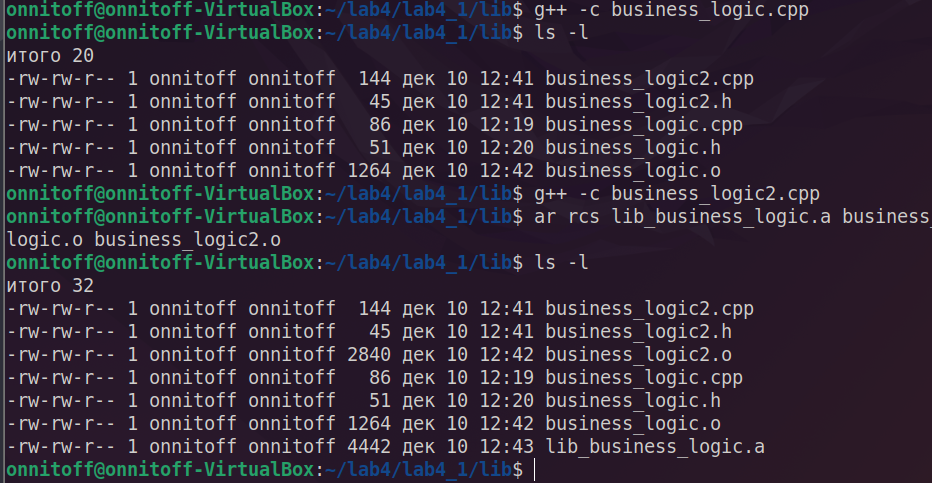 onnitoff@onnitoff-VirtualBox:~/lab4/lab4_1/lib$ g++ -c business_logic.cpp
onnitoff@onnitoff-VirtualBox:~/lab4/lab4_1/lib$ ls -l
итого 20
-rw-rw-r-- 1 onnitoff onnitoff  144 дек 10 12:41 business_logic2.cpp
-rw-rw-r-- 1 onnitoff onnitoff   45 дек 10 12:41 business_logic2.h
-rw-rw-r-- 1 onnitoff onnitoff   86 дек 10 12:19 business_logic.cpp
-rw-rw-r-- 1 onnitoff onnitoff   51 дек 10 12:20 business_logic.h
-rw-rw-r-- 1 onnitoff onnitoff 1264 дек 10 12:42 business_logic.o
onnitoff@onnitoff-VirtualBox:~/lab4/lab4_1/lib$ g++ -c business_logic2.cpp
onnitoff@onnitoff-VirtualBox:~/lab4/lab4_1/lib$ ar rcs lib_business_logic.a business_
logic.o business_logic2.o
onnitoff@onnitoff-VirtualBox:~/lab4/lab4_1/lib$ ls -l
итого 32
-rw-rw-r-- 1 onnitoff onnitoff  144 дек 10 12:41 business_logic2.cpp
-rw-rw-r-- 1 onnitoff onnitoff   45 дек 10 12:41 business_logic2.h
-rw-rw-r-- 1 onnitoff onnitoff 2840 дек 10 12:42 business_logic2.o
-rw-rw-r-- 1 onnitoff onnitoff   86 дек 10 12:19 business_logic.cpp
-rw-rw-r-- 1 onnitoff onnitoff   51 дек 10 12:20 business_logic.h
-rw-rw-r-- 1 onnitoff onnitoff 1264 дек 10 12:42 business_logic.o
-rw-rw-r-- 1 onnitoff onnitoff 4442 дек 10 12:43 lib_business_logic.a
onnitoff@onnitoff-VirtualBox:~/lab4/lab4_1/lib$